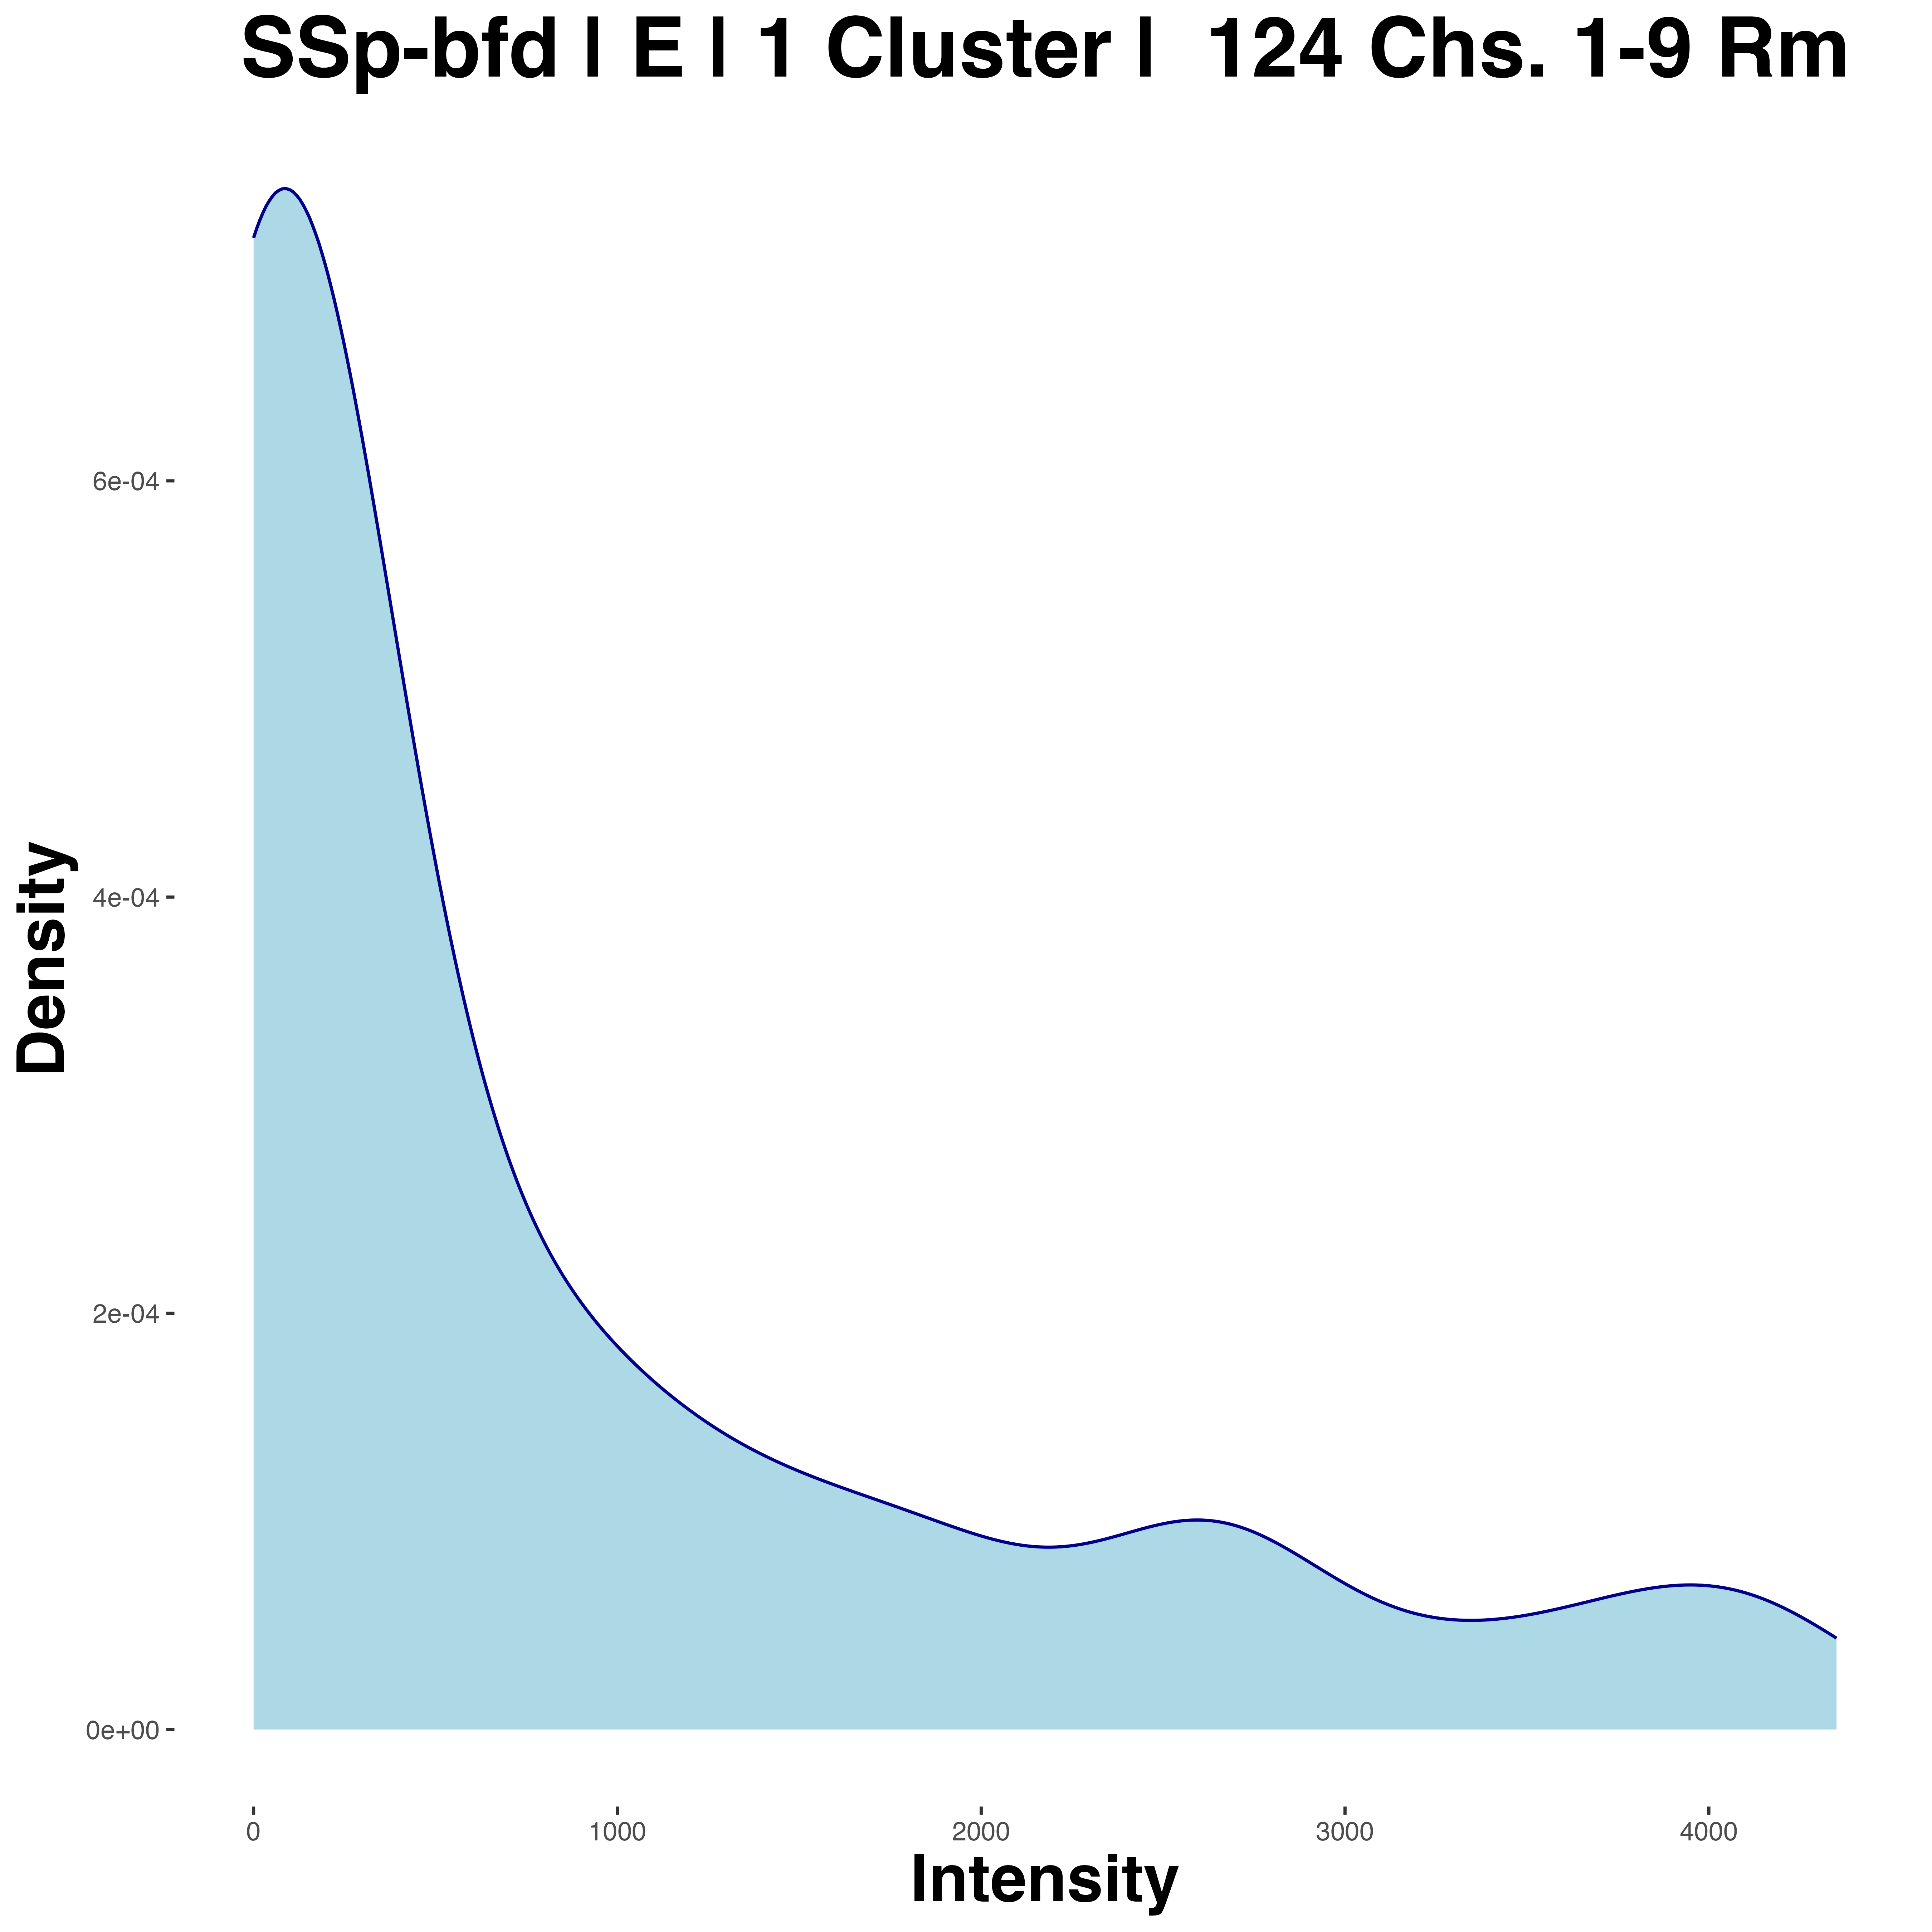 SSp-bfd | E | 1 Cluster |  124 Chs. 1-9 Rm
Density
6e-04
4e-04
2e-04
0e+00
0 1000 2000 3000 4000
Intensity